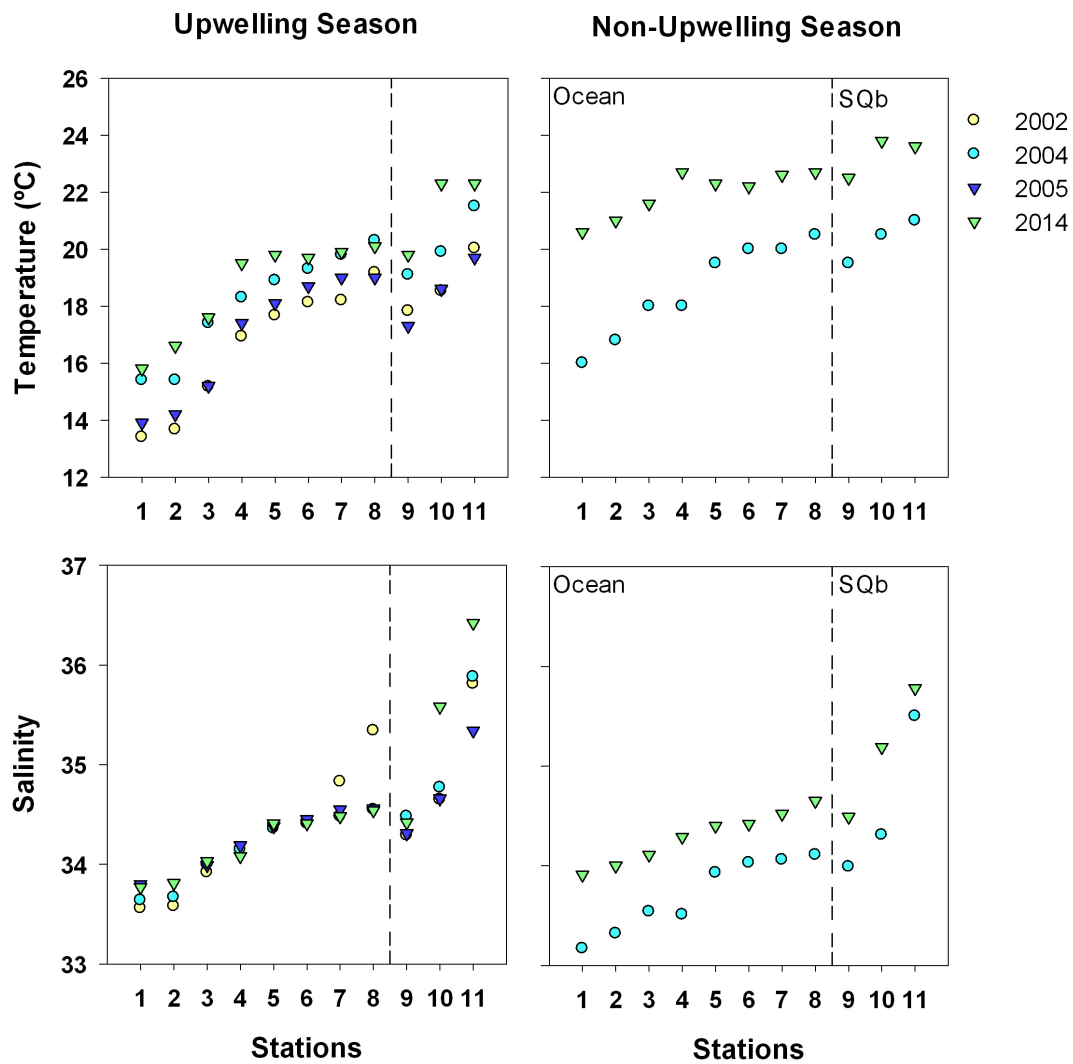 Upwelling Season
Non-Upwelling Season
26
24
22
20
18
16
14
12
Temperature (ºC)
1 2 3 4 5 6 7 8 9 10 11
Ocean
SQb
1 2 3 4 5 6 7 8 9 10 11
2002
2004
2005
2014
37
36
35
34
33
Salinity
1 2 3 4 5 6 7 8 9 10 11
Stations
Ocean
SQb
1 2 3 4 5 6 7 8 9 10 11
Stations